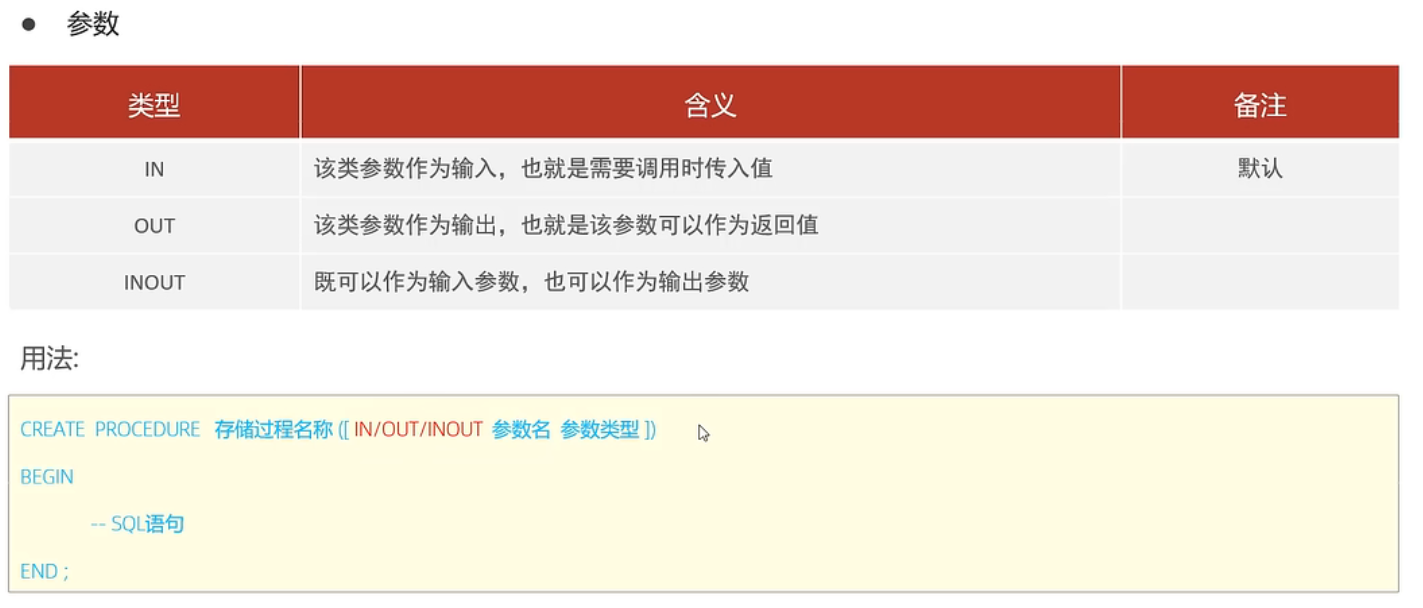 ● 参数
类型 含义 备注
IN 该类参数作为输入，也就是需要调用时传入值 默认
OUT 该类参数作为输出，也就是该参数可以作为返回值
INOUT 既可以作为输入参数，也可以作为输出参数
用法:
CREATE PROCEDURE 存储过程名称 ([ IN/OUT/INOUT 参数名 参数类型 ])
BEGIN
-- SQL语句
END ;